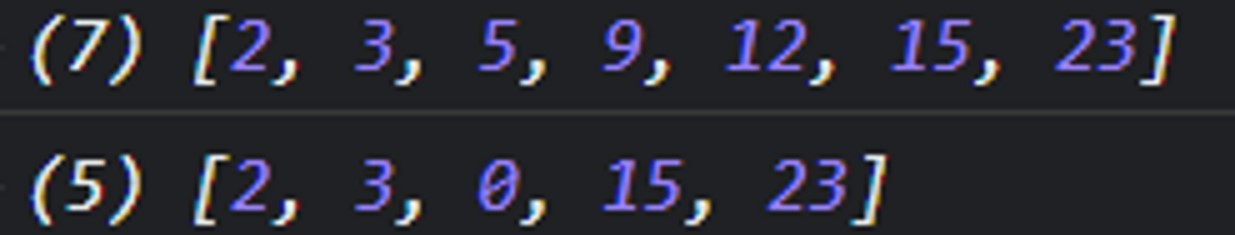 (7) [2, 3, 5, 9, 12, 15, 23]
(5) [2, 3, 0, 15, 23]